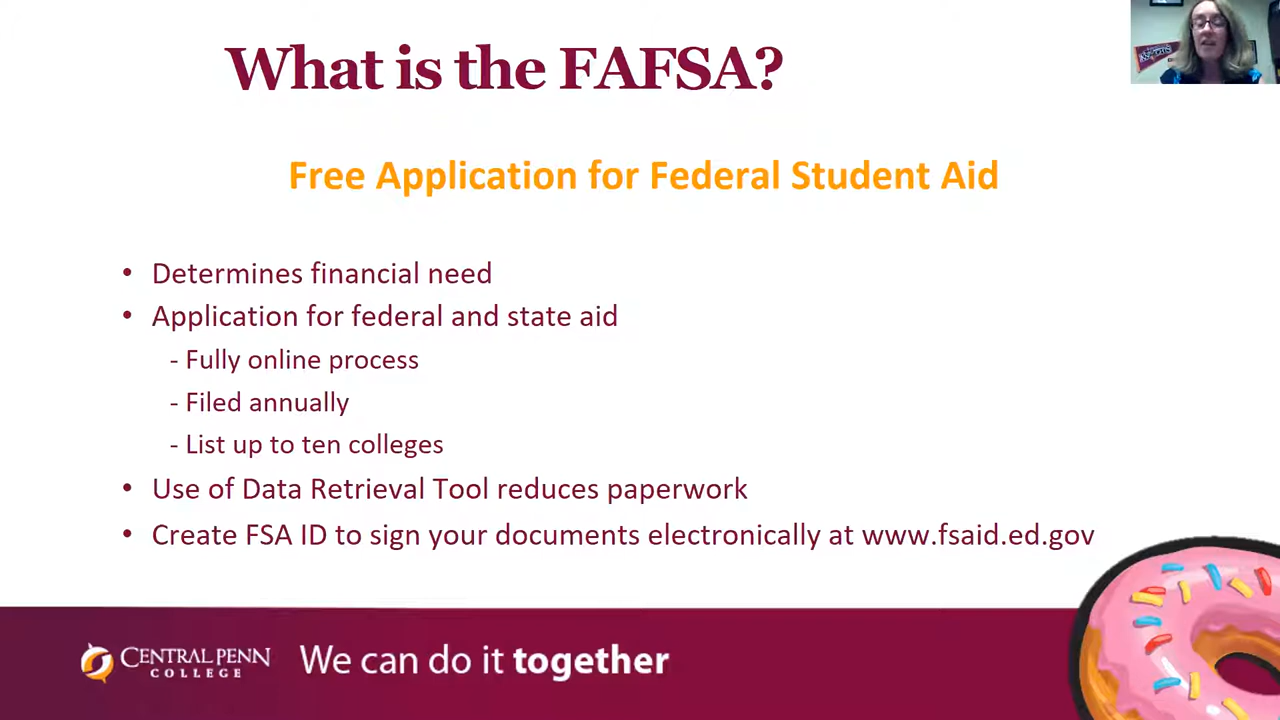 What is the FAFSA?
Free Application for Federal Student Aid
• Determines financial need
• Application for federal and state aid
- Fully online process
- Filed annually
- List up to ten colleges
• Use of Data Retrieval Tool reduces paperwork
• Create FSA ID to sign your documents electronically at www.fsaid.ed.gov
CENTRAL PENN
COLLEGE
We can do it together